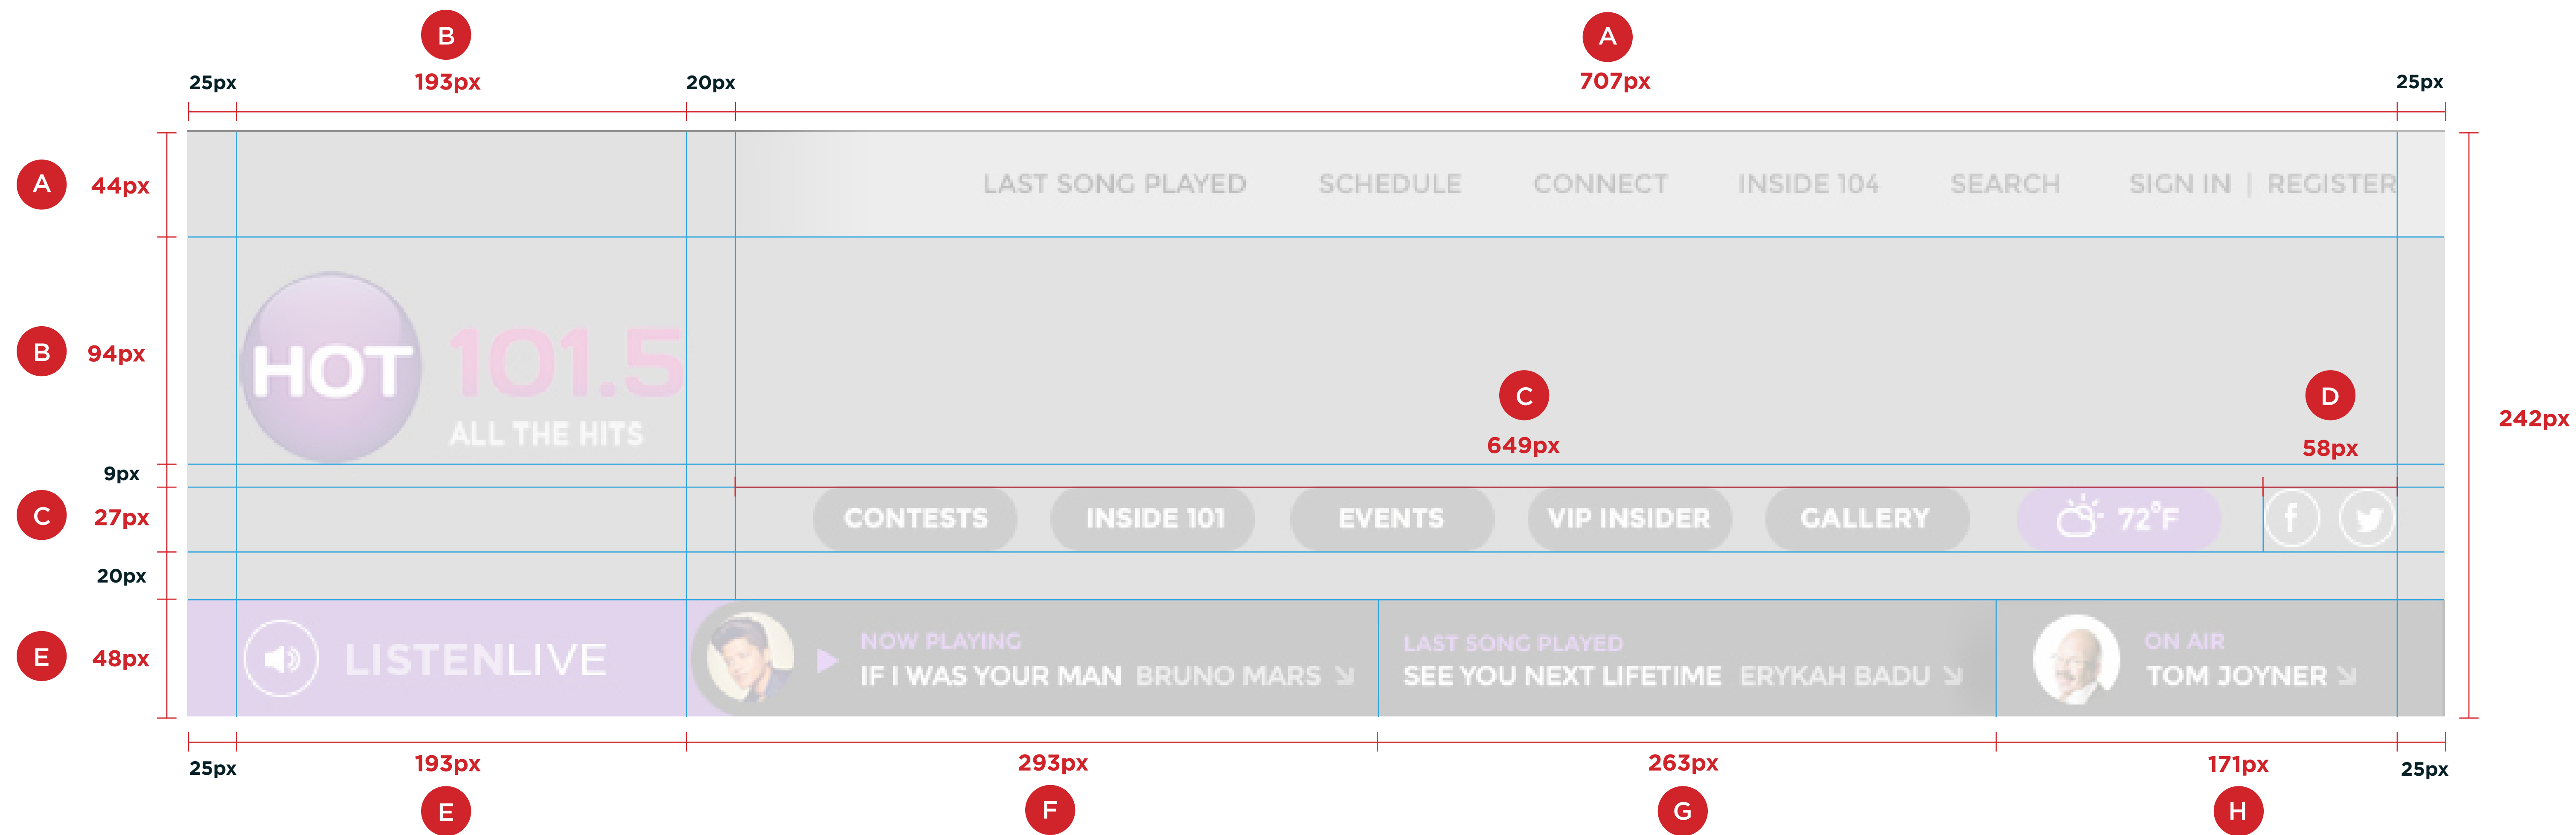 B A
25px 193px 20px 707px 25px
A 44px LAST SONG PLAYED SCHEDULE CONNECT INSIDE 104 SEARCH SIGN IN | REGISTER
B 94px HOT 101.5
ALL THE HITS
C D
649px 58px
242px
9px
C 27px CONTESTS INSIDE 101 EVENTS VIP INSIDER GALLERY 72°F f
20px
E 48px LISTENLIVE
NOW PLAYING
IF I WAS YOUR MAN BRUNO MARS
LAST SONG PLAYED
SEE YOU NEXT LIFETIME ERYKAH BADU
ON AIR
TOM JOYNER
25px 193px 293px 263px 171px 25px
E F G H